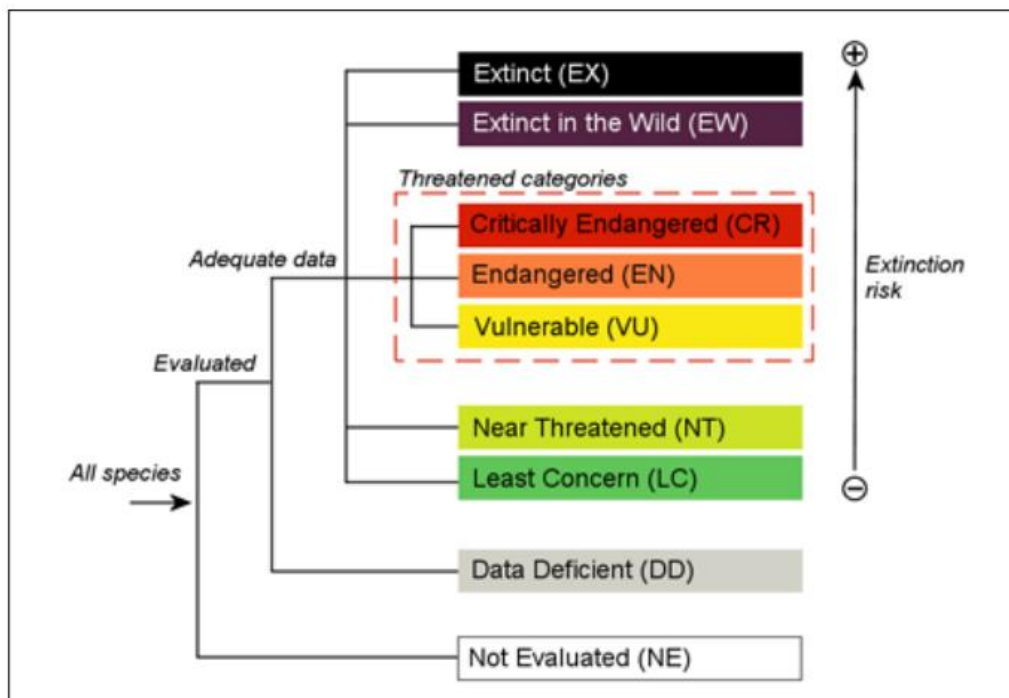 Extinct (EX)
Extinct in the Wild (EW)
Threatened categories
Critically Endangered (CR)
Adequate data
Endangered (EN)
Extinction
risk
Vulnerable (VU)
Evaluated
Near Threatened (NT)
All species
Least Concern (LC)
Data Deficient (DD)
Not Evaluated (NE)